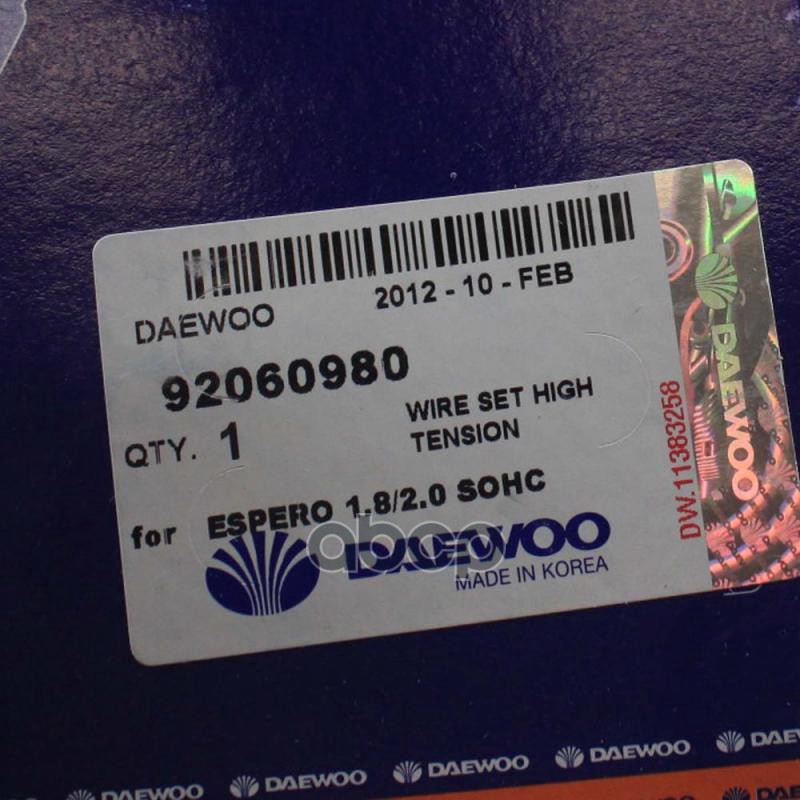 2012 - 10 - FEB
DAEWOO
92060980
WIRE SET HIGH
QTY. 1
TENSION
for ESPERO 1.8/2.0 SOHC
DAEWOO
MADE IN KOREA
DW.11383258
DAEWOO
DAEWOO DAEWOO DAEWOO DAEWOO